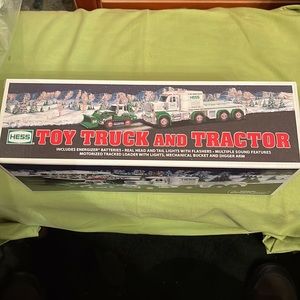 HESS
TOY TRUCK AND TRACTOR
INCLUDES ENERGIZER® BATTERIES • REAL HEAD AND TAIL LIGHTS WITH FLASHERS • MULTIPLE SOUND FEATURES
MOTORIZED TRACKED LOADER WITH LIGHTS, MECHANICAL BUCKET AND DIGGER ARM